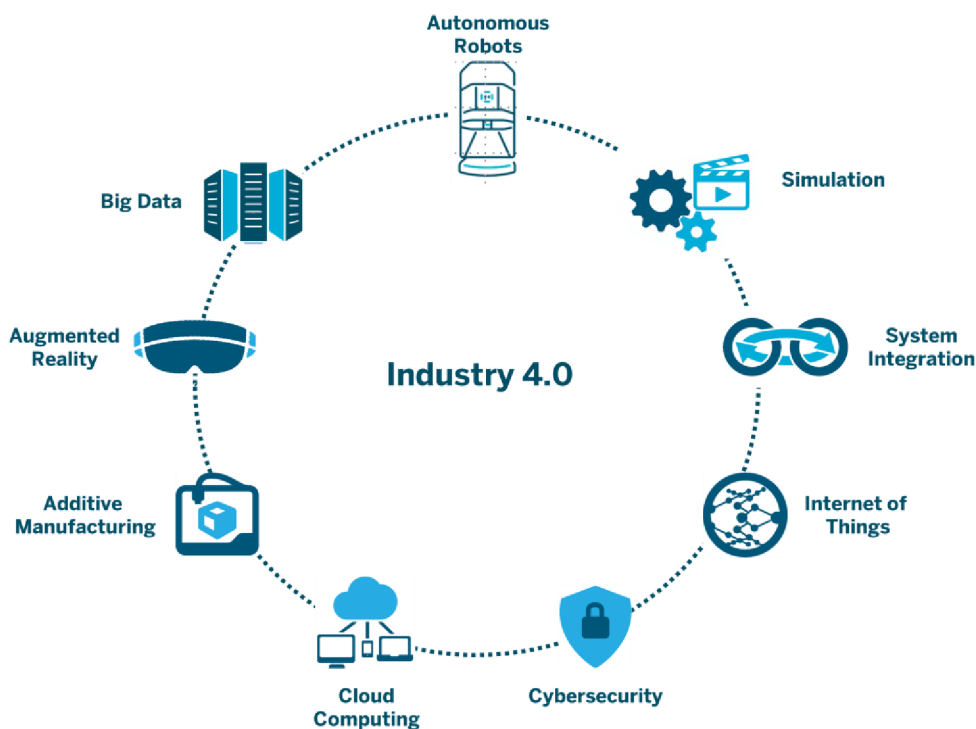 Autonomous
Robots
Simulation
Big Data
System
Integration
Augmented
Reality
Industry 4.0
Internet of
Things
Additive
Manufacturing
Cybersecurity
Cloud
Computing